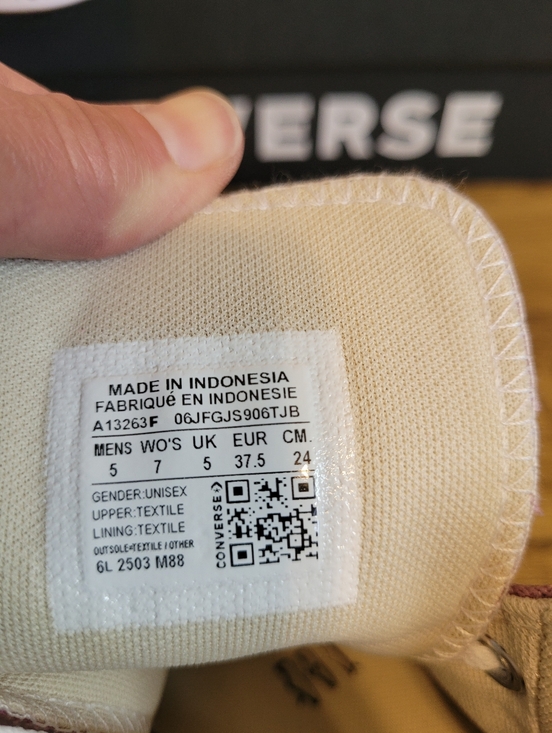 VERSE
MADE IN INDONESIA
FABRIQUé EN INDONESIE
A13263F 06JFGJS906TJB
MENS WO'S UK EUR CM.
5 7 5 37.5 24
GENDER:UNISEX
UPPER:TEXTILE
LINING:TEXTILE
OUTSOLE=TEXTILE / OTHER
6L 2503 M88
CONVERSE